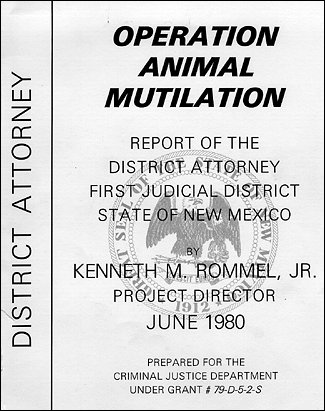 DISTRICT ATTORNEY
OPERATION
ANIMAL
MUTILATION
REPORT OF THE
DISTRICT ATTORNEY
FIRST JUDICIAL DISTRICT
STATE OF NEW MEXICO
BY
KENNETH M. ROMMEL, JR.
PROJECT DIRECTOR
1912
JUNE 1980
PREPARED FOR THE
CRIMINAL JUSTICE DEPARTMENT
UNDER GRANT # 79-D-5-2-S